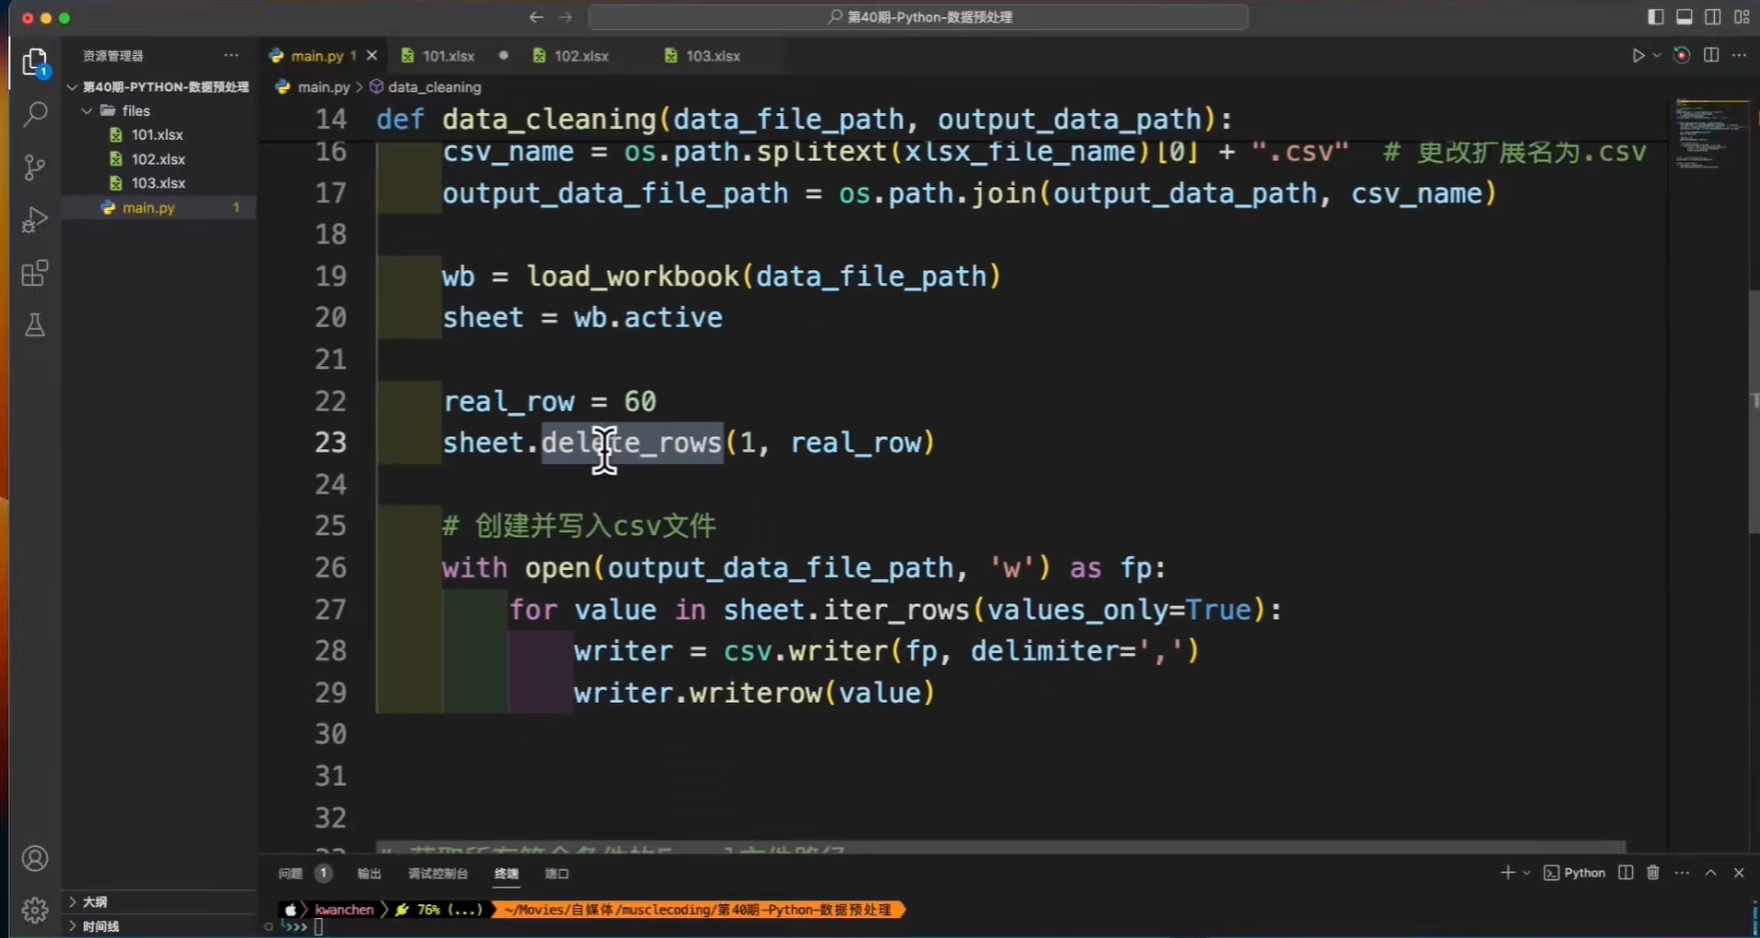 第40期-Python-数据预处理
资源管理器
main.py 1
101.xlsx
102.xlsx
103.xlsx
1
第40期-PYTHON-数据预处理
files
101.xlsx
102.xlsx
103.xlsx
main.py 1
main.py
data_cleaning
14 def data_cleaning(data_file_path, output_data_path):
16 csv_name = os.path.splitext(xlsx_file_name)[0] + ".csv" # 更改扩展名为.csv
17 output_data_file_path = os.path.join(output_data_path, csv_name)
18
19 wb = load_workbook(data_file_path)
20 sheet = wb.active
21
22 real_row = 60
23 sheet.delete_rows(1, real_row)
24
25 # 创建并写入csv文件
26 with open(output_data_file_path, 'w') as fp:
27 for value in sheet.iter_rows(values_only=True):
28 writer = csv.writer(fp, delimiter=',')
29 writer.writerow(value)
30
31
32
问题 1 输出 调试控制台 终端 端口
Python
kwanchen 76% (...) ~/Movies/自媒体/musclecoding/第40期-Python-数据预处理
大纲
时间线